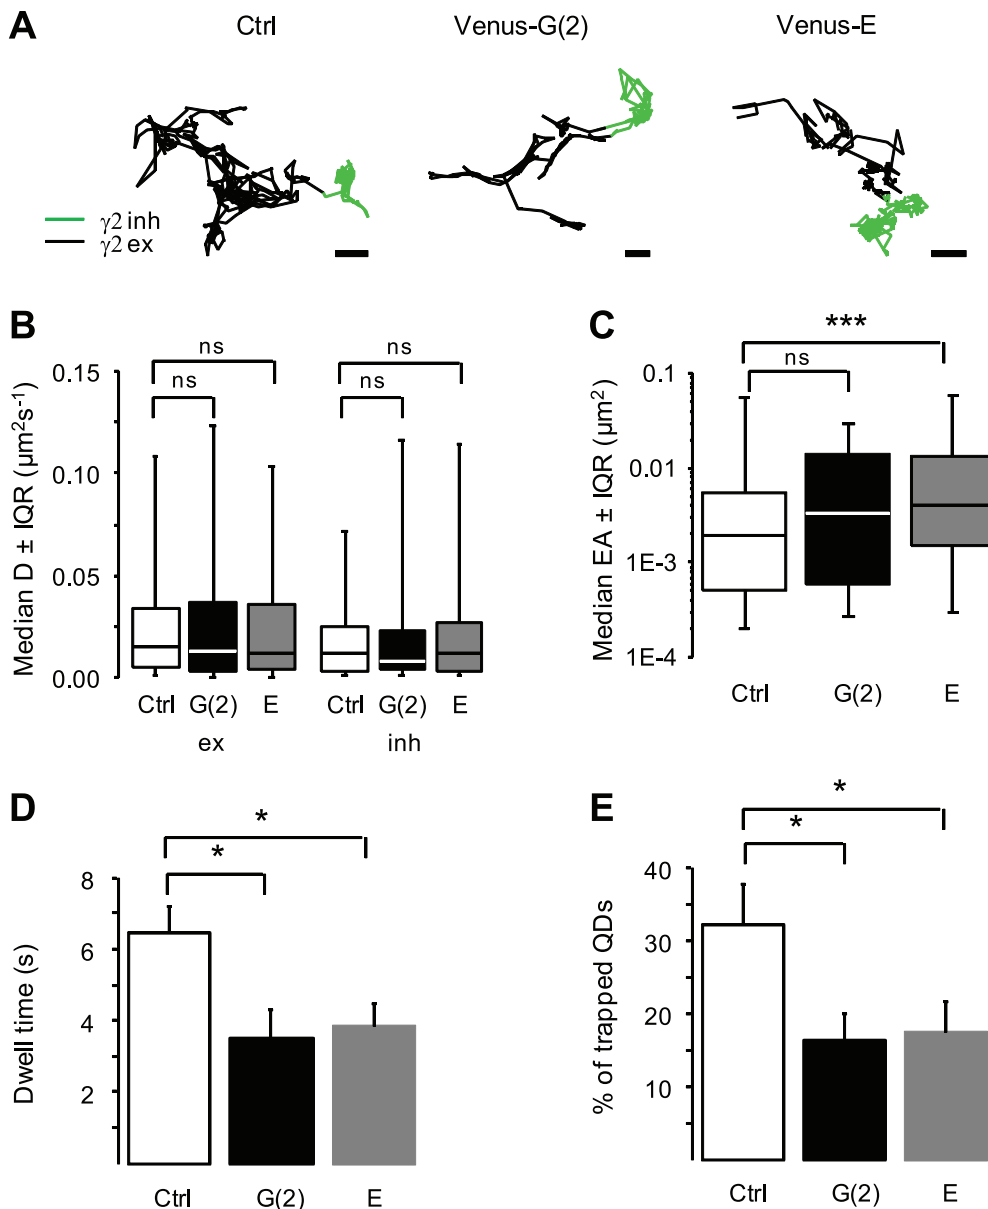 A
Ctrl
Venus-G(2)
Venus-E
γ2 inh
γ2 ex
B
ns
ns
ns
ns
Median D ± IQR (µm²s⁻¹)
0.15
0.10
0.05
0.00
Ctrl
G(2)
E
Ctrl
G(2)
E
ex
inh
C
***
ns
Median EA ± IQR (µm²)
0.1
0.01
1E-3
1E-4
Ctrl
G(2)
E
D
*
*
Dwell time (s)
8
6
4
2
Ctrl
G(2)
E
E
*
*
% of trapped QDs
40
30
20
10
Ctrl
G(2)
E